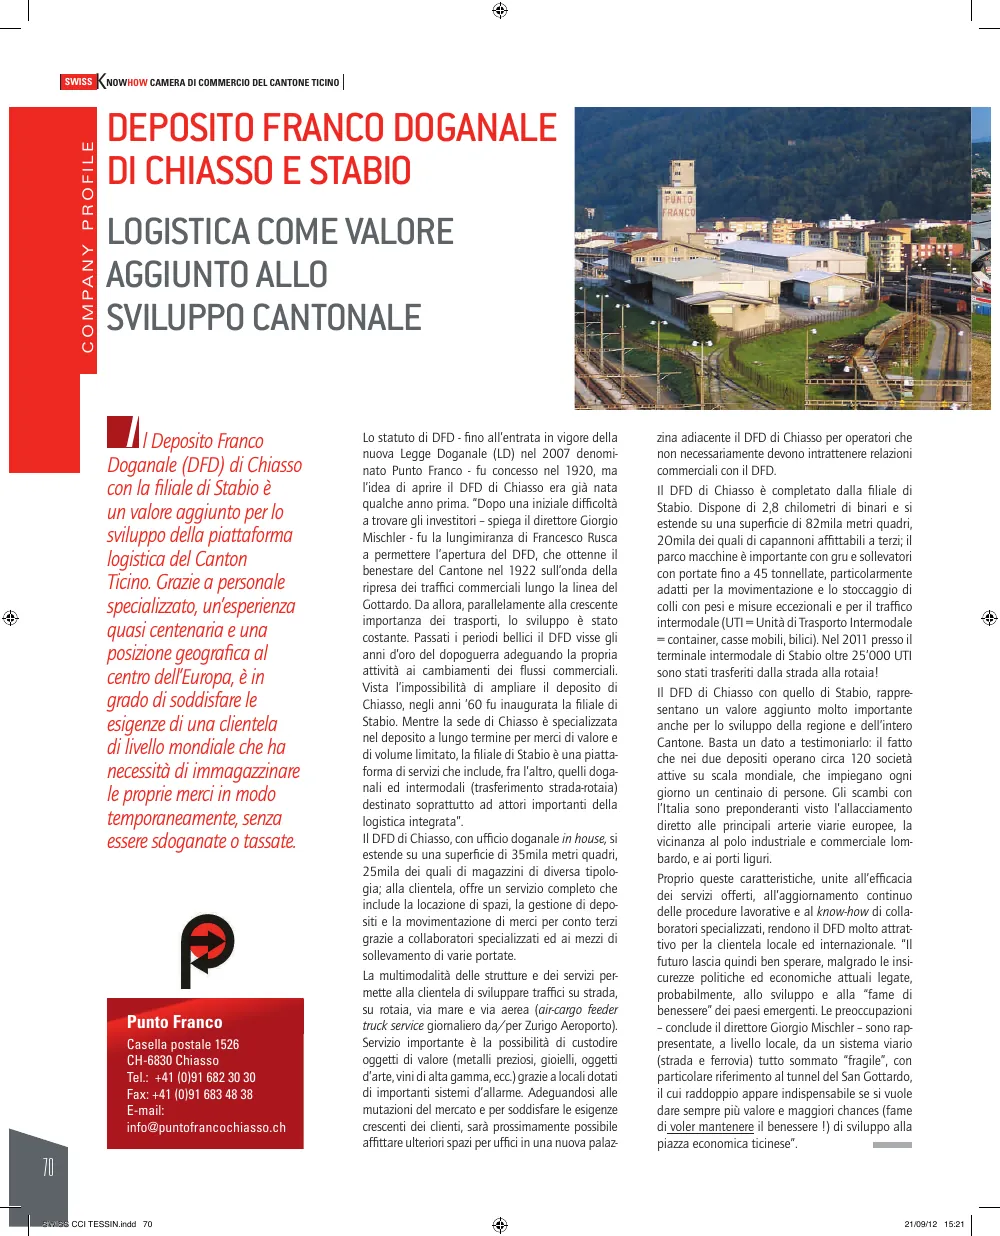 SWISS KNOWHOW CAMERA DI COMMERCIO DEL CANTONE TICINO
COMPANY PROFILE
DEPOSITO FRANCO DOGANALE
DI CHIASSO E STABIO
LOGISTICA COME VALORE
AGGIUNTO ALLO
SVILUPPO CANTONALE
PUNTO
FRANCO
Il Deposito Franco
Doganale (DFD) di Chiasso
con la filiale di Stabio è
un valore aggiunto per lo
sviluppo della piattaforma
logistica del Canton
Ticino. Grazie a personale
specializzato, un'esperienza
quasi centenaria e una
posizione geografica al
centro dell'Europa, è in
grado di soddisfare le
esigenze di una clientela
di livello mondiale che ha
necessità di immagazzinare
le proprie merci in modo
temporaneamente, senza
essere sdoganate o tassate.
Punto Franco
Casella postale 1526
CH-6830 Chiasso
Tel.: +41 (0)91 682 30 30
Fax: +41 (0)91 683 48 38
E-mail:
info@puntofrancochiasso.ch
Lo statuto di DFD - fino all'entrata in vigore della
nuova Legge Doganale (LD) nel 2007 denomi-
nato Punto Franco - fu concesso nel 1920, ma
l'idea di aprire il DFD di Chiasso era già nata
qualche anno prima. "Dopo una iniziale difficoltà
a trovare gli investitori – spiega il direttore Giorgio
Mischler - fu la lungimiranza di Francesco Rusca
a permettere l'apertura del DFD, che ottenne il
benestare del Cantone nel 1922 sull'onda della
ripresa dei traffici commerciali lungo la linea del
Gottardo. Da allora, parallelamente alla crescente
importanza dei trasporti, lo sviluppo è stato
costante. Passati i periodi bellici il DFD visse gli
anni d'oro del dopoguerra adeguando la propria
attività ai cambiamenti dei flussi commerciali.
Vista l'impossibilità di ampliare il deposito di
Chiasso, negli anni '60 fu inaugurata la filiale di
Stabio. Mentre la sede di Chiasso è specializzata
nel deposito a lungo termine per merci di valore e
di volume limitato, la filiale di Stabio è una piatta-
forma di servizi che include, fra l'altro, quelli doga-
nali ed intermodali (trasferimento strada-rotaia)
destinato soprattutto ad attori importanti della
logistica integrata".
Il DFD di Chiasso, con ufficio doganale in house, si
estende su una superficie di 35mila metri quadri,
25mila dei quali di magazzini di diversa tipolo-
gia; alla clientela, offre un servizio completo che
include la locazione di spazi, la gestione di depo-
siti e la movimentazione di merci per conto terzi
grazie a collaboratori specializzati ed ai mezzi di
sollevamento di varie portate.
La multimodalità delle strutture e dei servizi per-
mette alla clientela di sviluppare traffici su strada,
su rotaia, via mare e via aerea (air-cargo feeder
truck service giornaliero da/per Zurigo Aeroporto).
Servizio importante è la possibilità di custodire
oggetti di valore (metalli preziosi, gioielli, oggetti
d'arte, vini di alta gamma, ecc.) grazie a locali dotati
di importanti sistemi d'allarme. Adeguandosi alle
mutazioni del mercato e per soddisfare le esigenze
crescenti dei clienti, sarà prossimamente possibile
affittare ulteriori spazi per uffici in una nuova palaz-
zina adiacente il DFD di Chiasso per operatori che
non necessariamente devono intrattenere relazioni
commerciali con il DFD.
Il DFD di Chiasso è completato dalla filiale di
Stabio. Dispone di 2,8 chilometri di binari e si
estende su una superficie di 82mila metri quadri,
2Omila dei quali di capannoni affittabili a terzi; il
parco macchine è importante con gru e sollevatori
con portate fino a 45 tonnellate, particolarmente
adatti per la movimentazione e lo stoccaggio di
colli con pesi e misure eccezionali e per il traffico
intermodale (UTI = Unità di Trasporto Intermodale
= container, casse mobili, bilici). Nel 2011 presso il
terminale intermodale di Stabio oltre 25'000 UTI
sono stati trasferiti dalla strada alla rotaia!
Il DFD di Chiasso con quello di Stabio, rappre-
sentano un valore aggiunto molto importante
anche per lo sviluppo della regione e dell'intero
Cantone. Basta un dato a testimoniarlo: il fatto
che nei due depositi operano circa 120 società
attive su scala mondiale, che impiegano ogni
giorno un centinaio di persone. Gli scambi con
l'Italia sono preponderanti visto l'allacciamento
diretto alle principali arterie viarie europee, la
vicinanza al polo industriale e commerciale lom-
bardo, e ai porti liguri.
Proprio queste caratteristiche, unite all'efficacia
dei servizi offerti, all'aggiornamento continuo
delle procedure lavorative e al know-how di colla-
boratori specializzati, rendono il DFD molto attrat-
tivo per la clientela locale ed internazionale. "Il
futuro lascia quindi ben sperare, malgrado le insi-
curezze politiche ed economiche attuali legate,
probabilmente, allo sviluppo e alla "fame di
benessere" dei paesi emergenti. Le preoccupazioni
– conclude il direttore Giorgio Mischler – sono rap-
presentate, a livello locale, da un sistema viario
(strada e ferrovia) tutto sommato "fragile", con
particolare riferimento al tunnel del San Gottardo,
il cui raddoppio appare indispensabile se si vuole
dare sempre più valore e maggiori chances (fame
di voler mantenere il benessere !) di sviluppo alla
piazza economica ticinese".
70
SWISS CCI TESSIN.indd 70
21/09/12 15:21